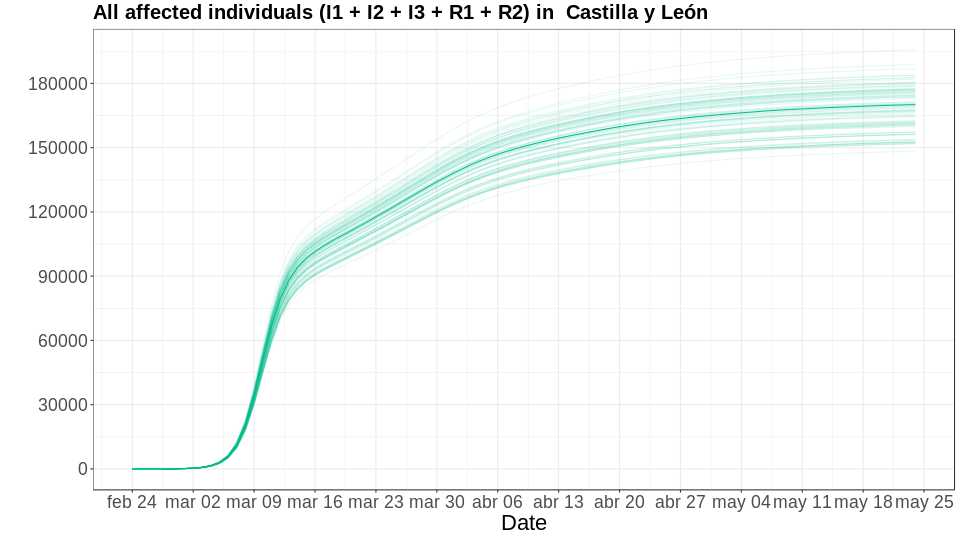 All affected individuals (I1 + I2 + I3 + R1 + R2) in  Castilla y León
180000
150000
120000
90000
60000
30000
0
feb 24 mar 02 mar 09 mar 16 mar 23 mar 30 abr 06 abr 13 abr 20 abr 27 may 04 may 11 may 18 may 25
Date